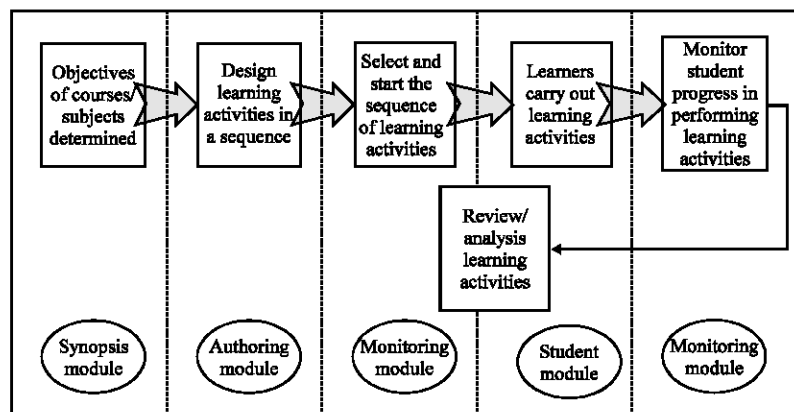 Objectives
of courses/
subjects
determined
Design
learning
activities in
a sequence
Select and
start the
sequence
of learning
activities
Learners
carry out
learning
activities
Monitor
student
progress in
performing
learning
activities
Review/
analysis
learning
activities
Synopsis
module
Authoring
module
Monitoring
module
Student
module
Monitoring
module